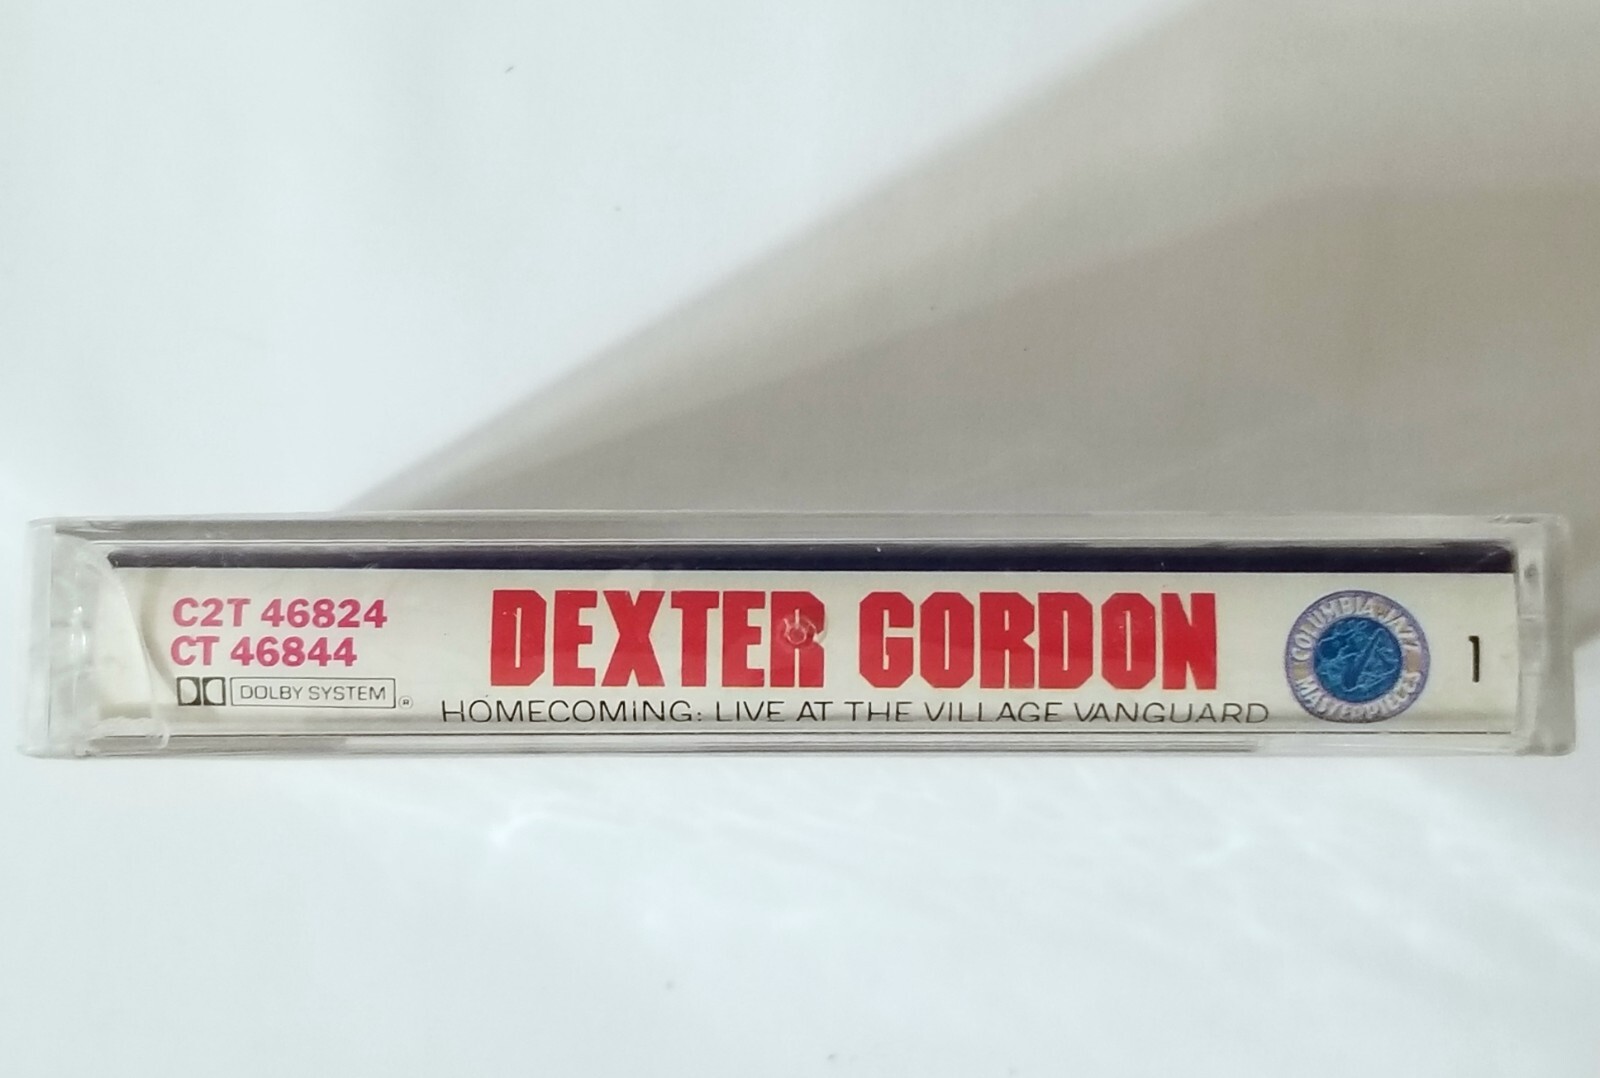 C2T 46824
CT 46844
DOLBY SYSTEM ®
DEXTER GORDON
HOMECOMING: LIVE AT THE VILLAGE VANGUARD
COLUMBIA JAZZ
MASTERPIECES
1